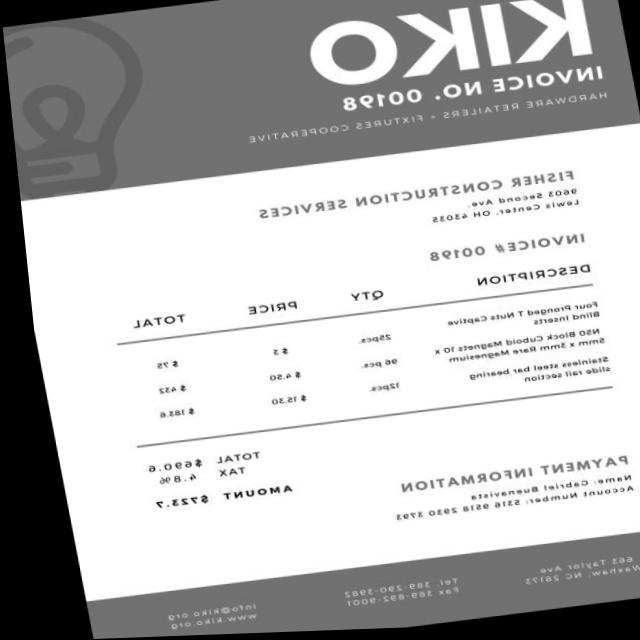 KIKO
INVOICE NO. 00198
HARDWARE RETAILERS + FIXTURES COOPERATIVE
FISHER CONSTRUCTION SERVICES
9603 Second Ave.
Lewis Center, OH 43035
INVOICE# 00198
DESCRIPTION QTY PRICE TOTAL
Four Pronged T Nuts Captive
Blind Inserts
25pcs. $ 3 $ 75
N50 Block Cuboid Magnets 10 x
5mm x 3mm Rare Magnesium
96 pcs. $ 4.50 $ 432
Stainless steel bar bearing
slide rail section
12pcs. $ 15.30 $ 183.6
TOTAL $690.6
TAX 4.8%
AMOUNT $723.7
PAYMENT INFORMATION
Name: Gabriel Buenavista
Account Number: 5316 9518 2930 3793
663 Taylor Ave.
Waxhaw, NC 28173
Tel. 389-290-3982
Fax 389-892-9001
info@kiko.org
www.kiko.org